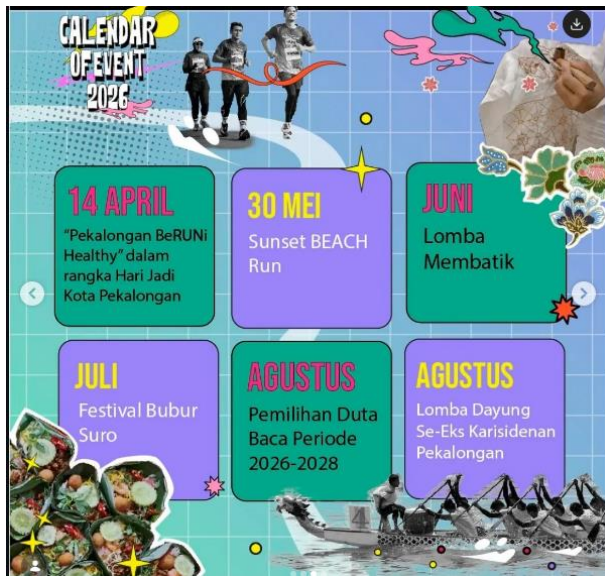 CALENDAR
OF EVENT
2026
14 APRIL
"Pekalongan BeRUNi
Healthy" dalam
rangka Hari Jadi
Kota Pekalongan
30 MEI
Sunset BEACH
Run
JUNI
Lomba
Membatik
JULI
Festival Bubur
Suro
AGUSTUS
Pemilihan Duta
Baca Periode
2026-2028
AGUSTUS
Lomba Dayung
Se-Eks Karisidenan
Pekalongan
4